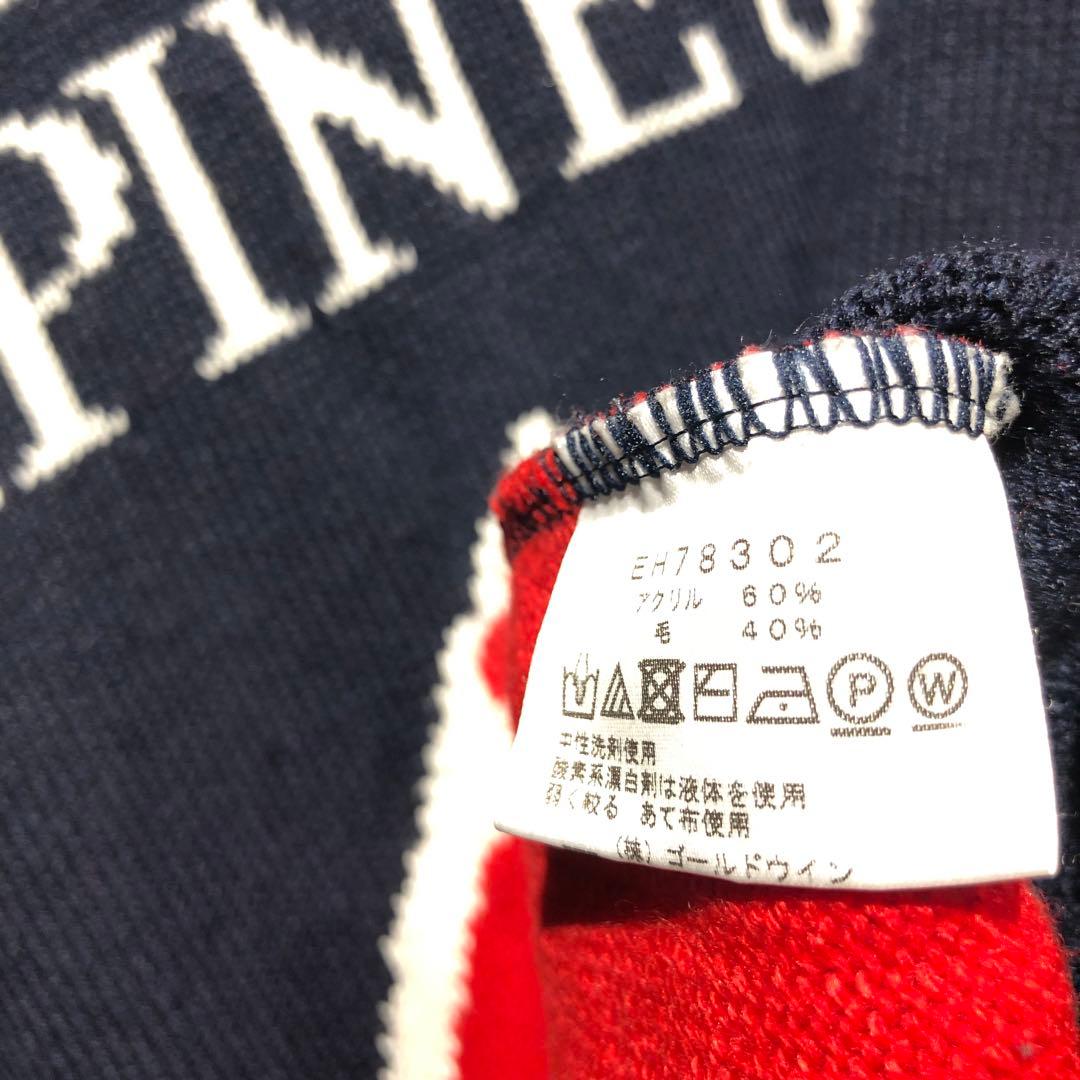 PINE
EH78302
アクリル 60%
毛 40%
P W
中性洗剤使用
酸素系漂白剤は液体を使用
弱く絞る あて布使用
(株)ゴールドウイン